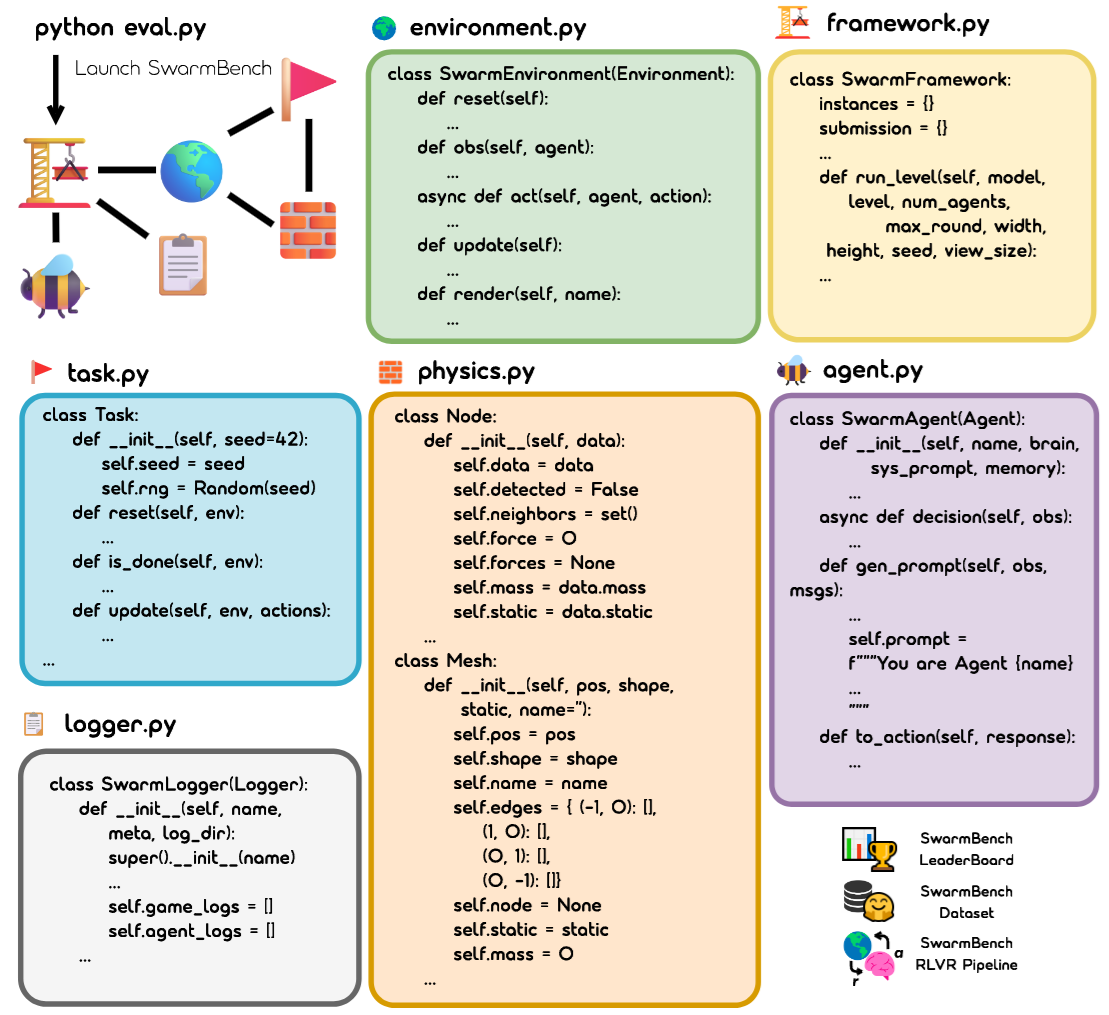 python eval.py
Launch SwarmBench
environment.py
class SwarmEnvironment(Environment):
def reset(self):
...
def obs(self, agent):
...
async def act(self, agent, action):
...
def update(self):
...
def render(self, name):
...
framework.py
class SwarmFramework:
instances = {}
submission = {}
...
def run_level(self, model,
level, num_agents,
max_round, width,
height, seed, view_size):
...
task.py
class Task:
def __init__(self, seed=42):
self.seed = seed
self.rng = Random(seed)
def reset(self, env):
...
def is_done(self, env):
...
def update(self, env, actions):
...
...
physics.py
class Node:
def __init__(self, data):
self.data = data
self.detected = False
self.neighbors = set()
self.force = 0
self.forces = None
self.mass = data.mass
self.static = data.static
...
class Mesh:
def __init__(self, pos, shape,
static, name=''):
self.pos = pos
self.shape = shape
self.name = name
self.edges = { (-1, 0): [],
(1, 0): [],
(0, 1): [],
(0, -1): []}
self.node = None
self.static = static
self.mass = 0
...
agent.py
class SwarmAgent(Agent):
def __init__(self, name, brain,
sys_prompt, memory):
...
async def decision(self, obs):
...
def gen_prompt(self, obs,
msgs):
...
self.prompt =
f"""You are Agent {name}
...
"""
def to_action(self, response):
...
logger.py
class SwarmLogger(Logger):
def __init__(self, name,
meta, log_dir):
super().__init__(name)
...
self.game_logs = []
self.agent_logs = []
...
SwarmBench
LeaderBoard
SwarmBench
Dataset
a
r
SwarmBench
RLVR Pipeline